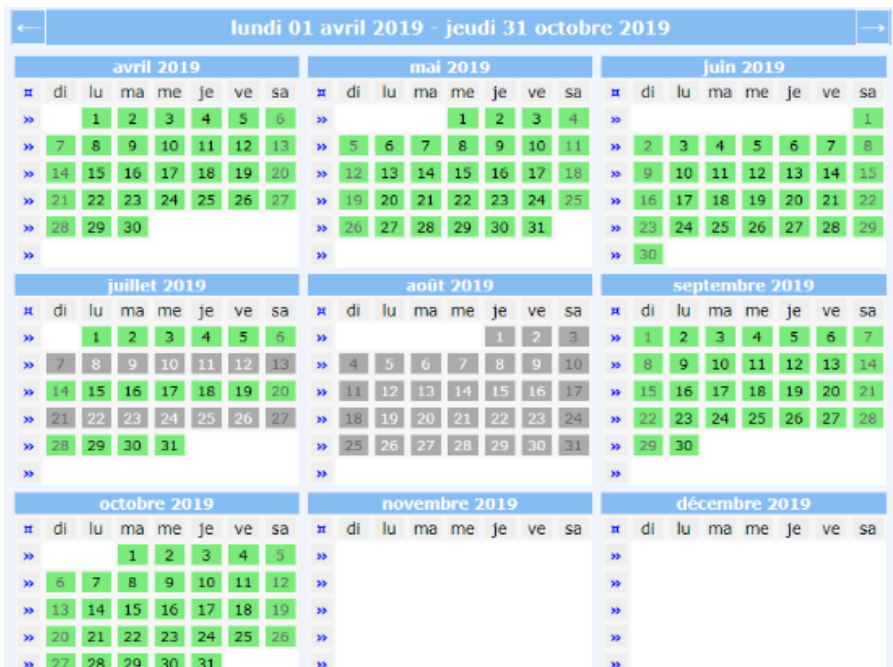 ← lundi 01 avril 2019 - jeudi 31 octobre 2019 →
avril 2019
¤ di lu ma me je ve sa
» 1 2 3 4 5 6
» 7 8 9 10 11 12 13
» 14 15 16 17 18 19 20
» 21 22 23 24 25 26 27
» 28 29 30
»
mai 2019
¤ di lu ma me je ve sa
» 1 2 3 4
» 5 6 7 8 9 10 11
» 12 13 14 15 16 17 18
» 19 20 21 22 23 24 25
» 26 27 28 29 30 31
»
juin 2019
¤ di lu ma me je ve sa
» 1
» 2 3 4 5 6 7 8
» 9 10 11 12 13 14 15
» 16 17 18 19 20 21 22
» 23 24 25 26 27 28 29
» 30
juillet 2019
¤ di lu ma me je ve sa
» 1 2 3 4 5 6
» 7 8 9 10 11 12 13
» 14 15 16 17 18 19 20
» 21 22 23 24 25 26 27
» 28 29 30 31
»
août 2019
¤ di lu ma me je ve sa
» 1 2 3
» 4 5 6 7 8 9 10
» 11 12 13 14 15 16 17
» 18 19 20 21 22 23 24
» 25 26 27 28 29 30 31
»
septembre 2019
¤ di lu ma me je ve sa
» 1 2 3 4 5 6 7
» 8 9 10 11 12 13 14
» 15 16 17 18 19 20 21
» 22 23 24 25 26 27 28
» 29 30
»
octobre 2019
¤ di lu ma me je ve sa
» 1 2 3 4 5
» 6 7 8 9 10 11 12
» 13 14 15 16 17 18 19
» 20 21 22 23 24 25 26
» 27 28 29 30 31
novembre 2019
¤ di lu ma me je ve sa
»
»
»
»
»
décembre 2019
¤ di lu ma me je ve sa
»
»
»
»
»